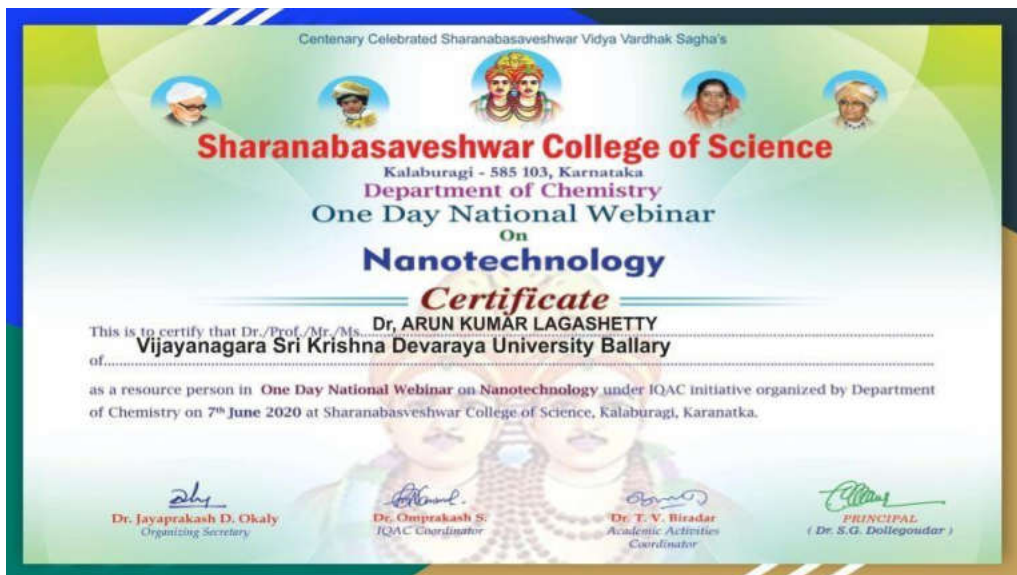 Centenary Celebrated Sharanabasaveshwar Vidya Vardhak Sagha's
Sharanabasaveshwar College of Science
Kalaburagi - 585 103, Karnataka
Department of Chemistry
One Day National Webinar
On
Nanotechnology
Certificate
This is to certify that Dr./Prof./Mr./Ms. Dr, ARUN KUMAR LAGASHETTY
of Vijayanagara Sri Krishna Devaraya University Ballary
as a resource person in One Day National Webinar on Nanotechnology under IQAC initiative organized by Department
of Chemistry on 7th June 2020 at Sharanabasveshwar College of Science, Kalaburagi, Karanatka.
Dr. Jayaprakash D. Okaly
Organizing Secretary
Dr. Omprakash S.
IQAC Coordinator
Dr. T. V. Biradar
Academic Activities
Coordinator
PRINCIPAL
( Dr. S.G. Dollegoudar )